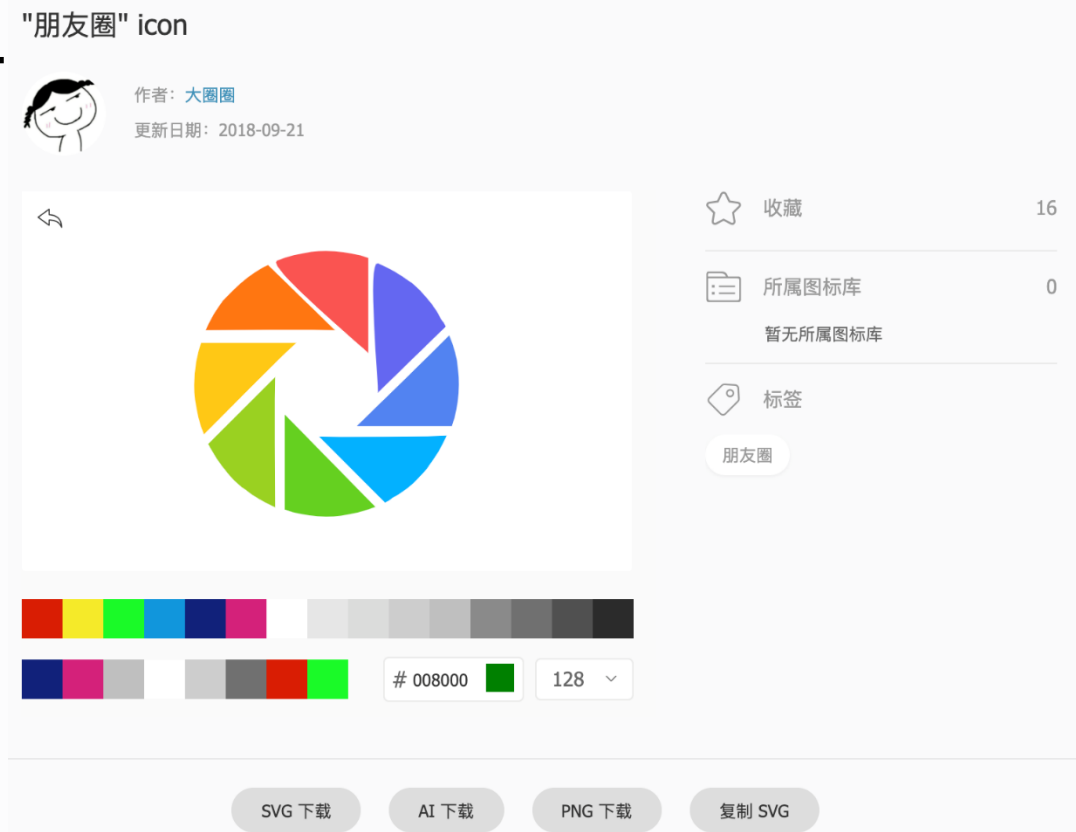 "朋友圈" icon
作者：大圈圈
更新日期：2018-09-21
收藏 16
所属图标库 0
暂无所属图标库
标签
朋友圈
# 008000 128
SVG 下载 AI 下载 PNG 下载 复制 SVG